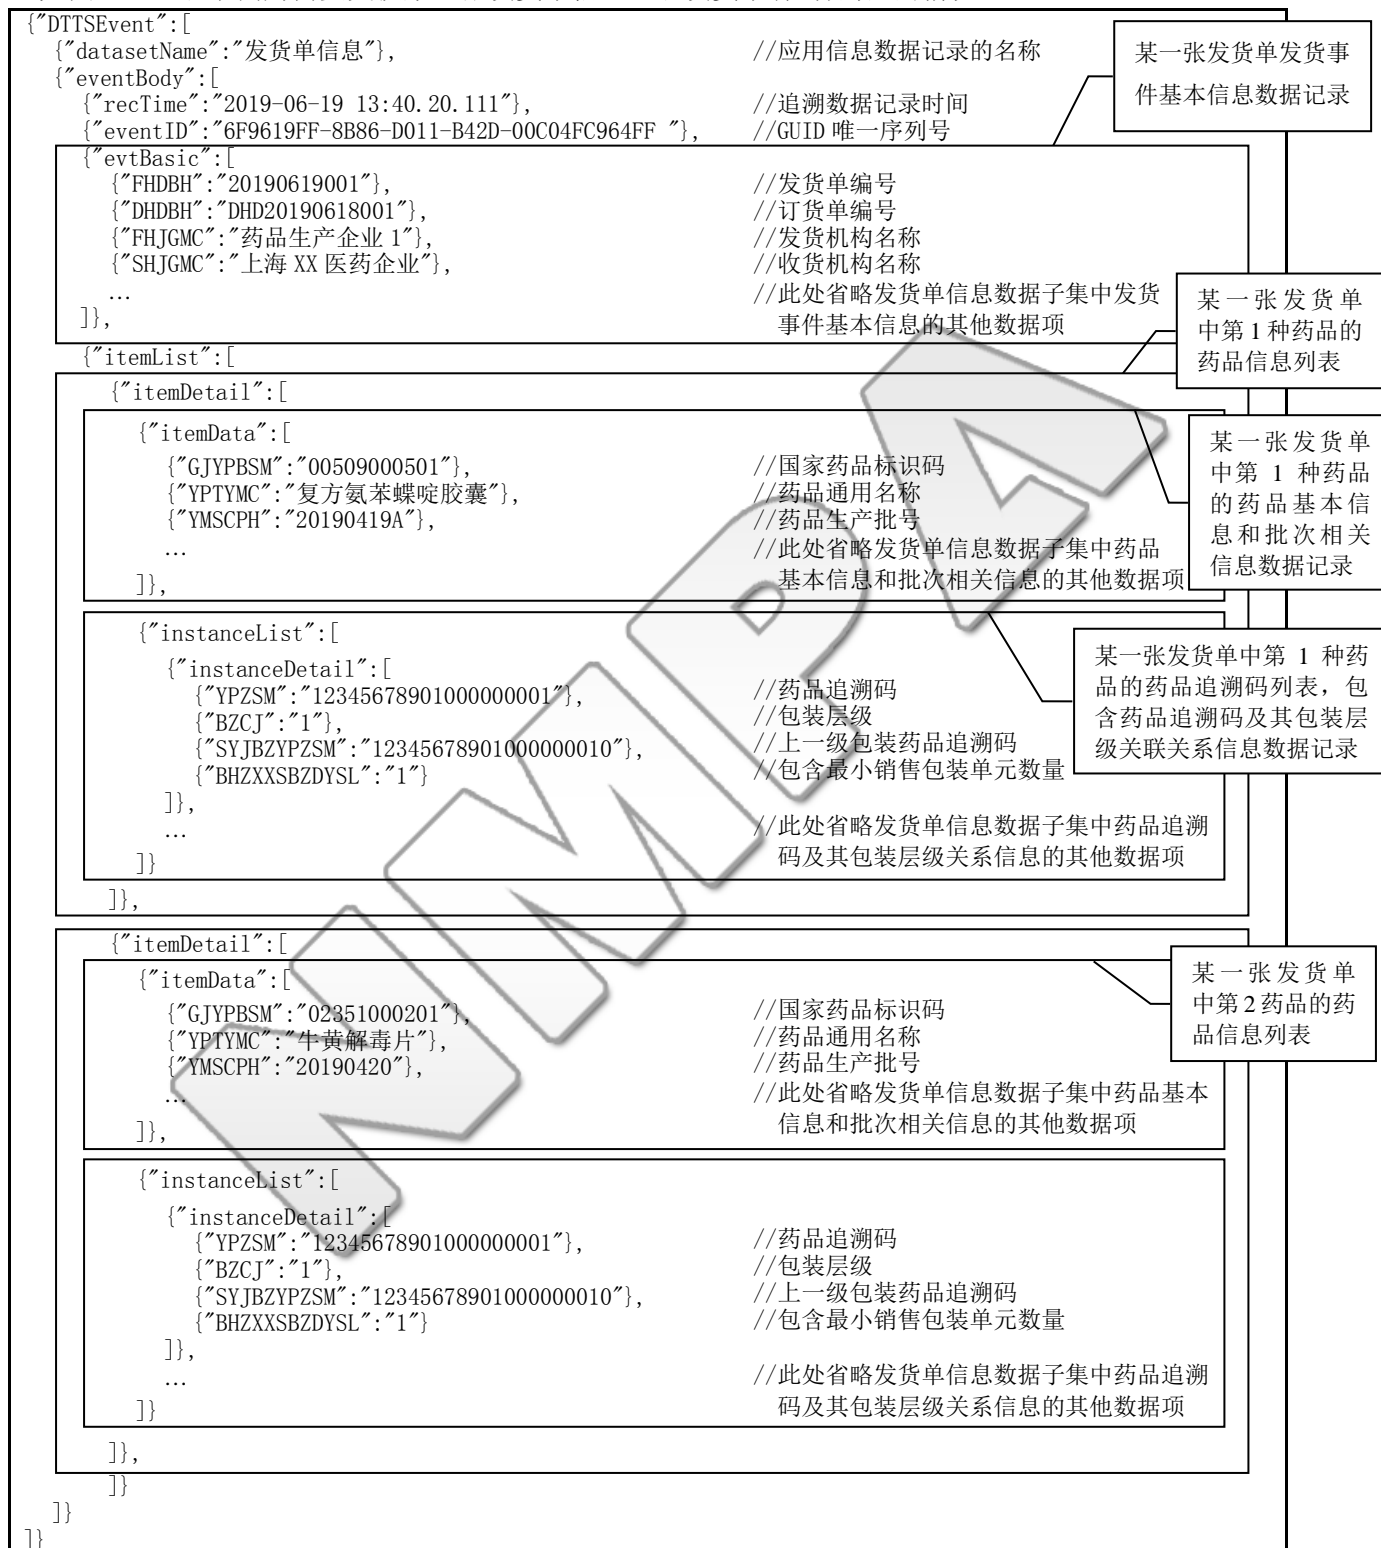 {"DTTSEvent":[
{"datasetName":"发货单信息"}, //应用信息数据记录的名称
{"eventBody":[
{"recTime":"2019-06-19 13:40.20.111"}, //追溯数据记录时间
{"eventID":"6F9619FF-8B86-D011-B42D-00C04FC964FF "}, //GUID 唯一序列号
某一张发货单发货事
件基本信息数据记录
{"evtBasic":[
{"FHDBH":"20190619001"}, //发货单编号
{"DHDBH":"DHD20190618001"}, //订货单编号
{"FHJGMC":"药品生产企业 1"}, //发货机构名称
{"SHJGMC":"上海 XX 医药企业"}, //收货机构名称
... //此处省略发货单信息数据子集中发货
]}, 事件基本信息的其他数据项
某一张发货单
中第 1 种药品的
药品信息列表
{"itemList":[
{"itemDetail":[
{"itemData":[
{"GJYPBSM":"00509000501"}, //国家药品标识码
{"YPTYMC":"复方氨苯蝶啶胶囊"}, //药品通用名称
{"YMSCPH":"20190419A"}, //药品生产批号
... //此处省略发货单信息数据子集中药品
]}, 基本信息和批次相关信息的其他数据项
某一张发货单
中第 1 种药品
的药品基本信
息和批次相关
信息数据记录
{"instanceList":[
{"instanceDetail":[
{"YPZSM":"12345678901000000001"}, //药品追溯码
{"BZCJ":"1"}, //包装层级
{"SYJBZYPZSM":"12345678901000000010"}, //上一级包装药品追溯码
{"BHZXXSBZDYSL":"1"} //包含最小销售包装单元数量
]},
... //此处省略发货单信息数据子集中药品追溯
]} 码及其包装层级关系信息的其他数据项
某一张发货单中第 1 种药
品的药品追溯码列表，包
含药品追溯码及其包装层
级关联关系信息数据记录
]},
{"itemDetail":[
{"itemData":[
{"GJYPBSM":"02351000201"}, //国家药品标识码
{"YPTYMC":"牛黄解毒片"}, //药品通用名称
{"YMSCPH":"20190420"}, //药品生产批号
... //此处省略发货单信息数据子集中药品基本
]}, 信息和批次相关信息的其他数据项
某一张发货单
中第 2 药品的药
品信息列表
{"instanceList":[
{"instanceDetail":[
{"YPZSM":"12345678901000000001"}, //药品追溯码
{"BZCJ":"1"}, //包装层级
{"SYJBZYPZSM":"12345678901000000010"}, //上一级包装药品追溯码
{"BHZXXSBZDYSL":"1"} //包含最小销售包装单元数量
]},
... //此处省略发货单信息数据子集中药品追溯
]} 码及其包装层级关系信息的其他数据项
]},
]}
]}
]}
NMPA